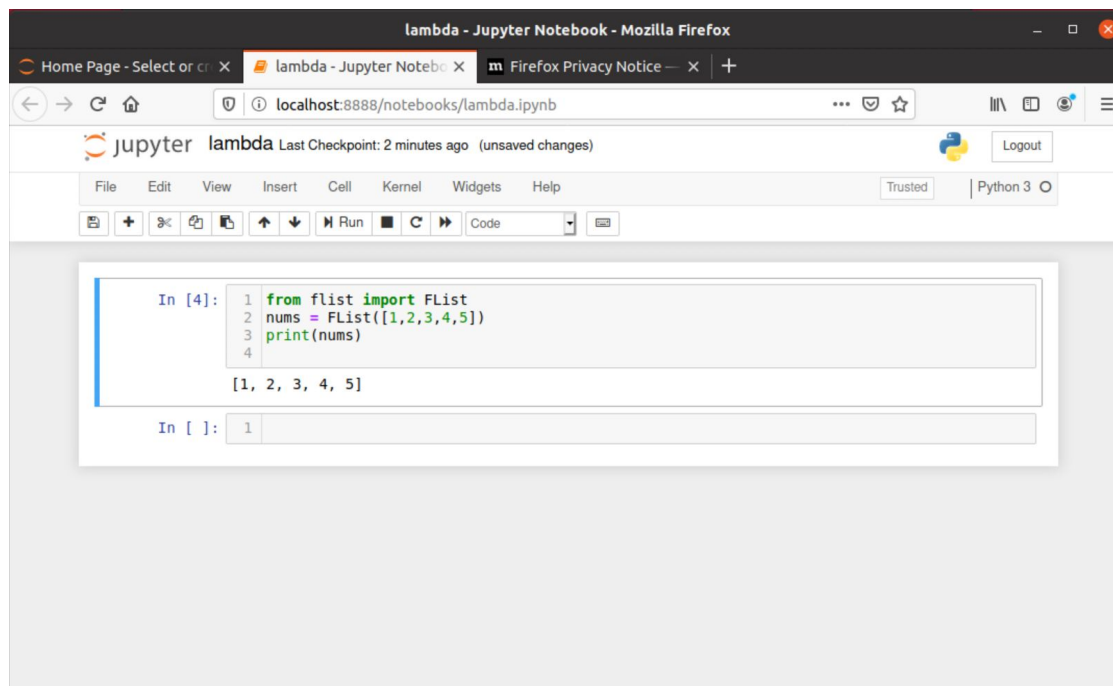 lambda - Jupyter Notebook - Mozilla Firefox
Home Page - Select or cr lambda - Jupyter Notebo m Firefox Privacy Notice —
localhost:8888/notebooks/lambda.ipynb
jupyter lambda Last Checkpoint: 2 minutes ago (unsaved changes) Logout
File Edit View Insert Cell Kernel Widgets Help Trusted Python 3
Run Code
In [4]: 1 from flist import FList
2 nums = FList([1,2,3,4,5])
3 print(nums)
4
[1, 2, 3, 4, 5]
In [ ]: 1